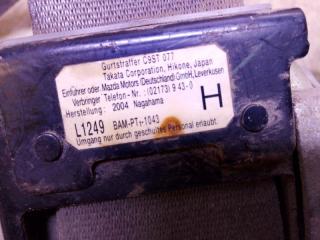 Gurtstraffer C9ST 077
Takata Corporation, Hikone, Japan
Einführer oder Mazda Motors (Deutschland) GmbH, Leverkusen
Verbringer Telefon-Nr.: (02173) 9 43-0
Herstellung: 2004 Nagahama
H
L1249 BAM-PT₁-1043
Umgang nur durch geschultes Personal erlaubt.